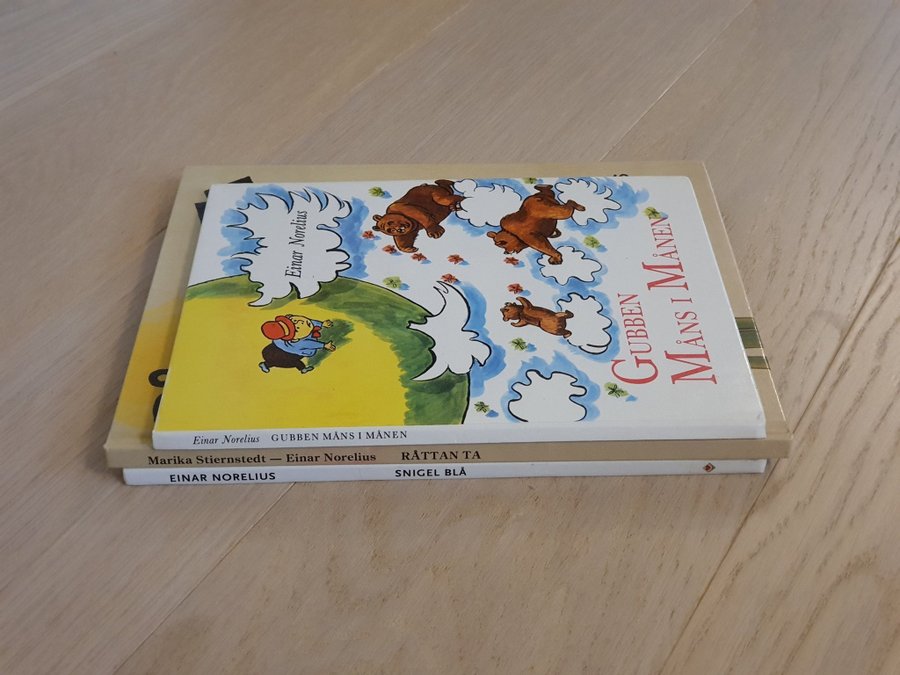 Einar Norelius
GUBBEN
MÅNS I MÅNEN
Einar Norelius GUBBEN MÅNS I MÅNEN
Marika Stiernstedt — Einar Norelius RÅTTAN TA
EINAR NORELIUS SNIGEL BLÅ